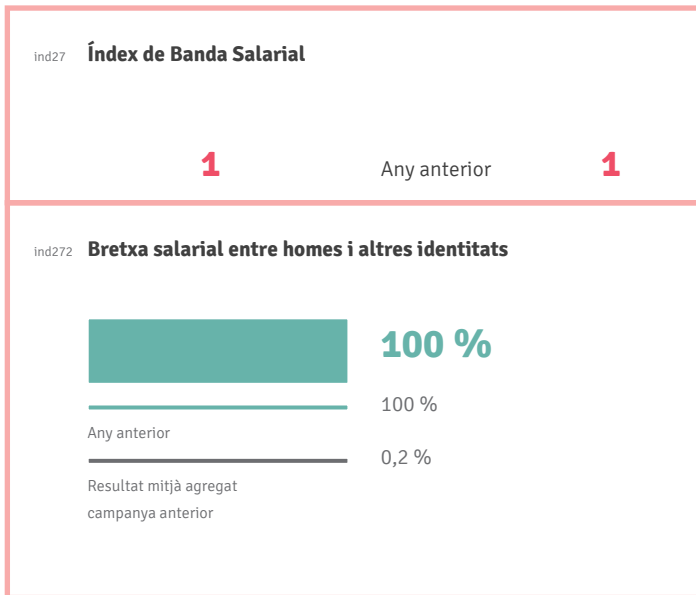 ind27 Índex de Banda Salarial
1 Any anterior 1
ind272 Bretxa salarial entre homes i altres identitats
100 %
100 %
Any anterior
0,2 %
Resultat mitjà agregat
campanya anterior